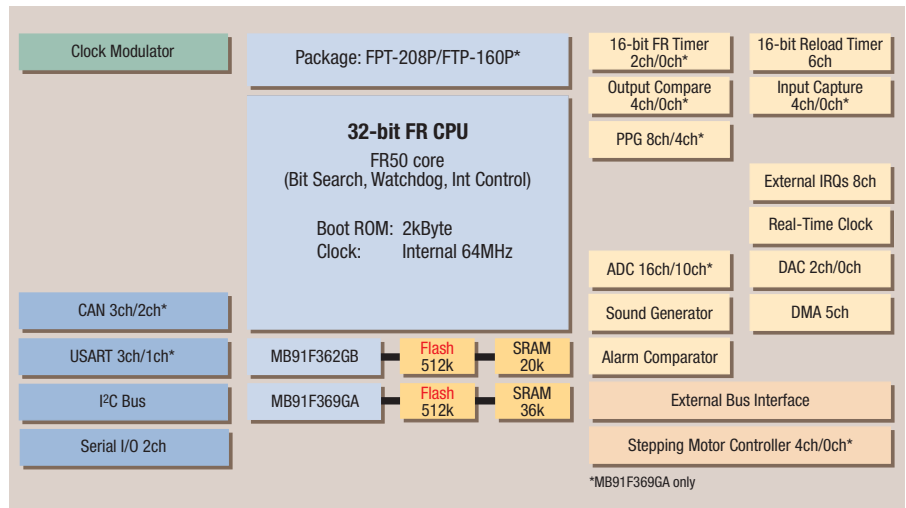 Clock Modulator
Package: FPT-208P/FTP-160P*
16-bit FR Timer
2ch/0ch*
16-bit Reload Timer
6ch
Output Compare
4ch/0ch*
Input Capture
4ch/0ch*
32-bit FR CPU
FR50 core
(Bit Search, Watchdog, Int Control)
Boot ROM: 2kByte
Clock: Internal 64MHz
PPG 8ch/4ch*
External IRQs 8ch
Real-Time Clock
ADC 16ch/10ch*
DAC 2ch/0ch
CAN 3ch/2ch*
Sound Generator
DMA 5ch
USART 3ch/1ch*
MB91F362GB
Flash
512k
SRAM
20k
Alarm Comparator
I²C Bus
MB91F369GA
Flash
512k
SRAM
36k
External Bus Interface
Serial I/O 2ch
Stepping Motor Controller 4ch/0ch*
*MB91F369GA only